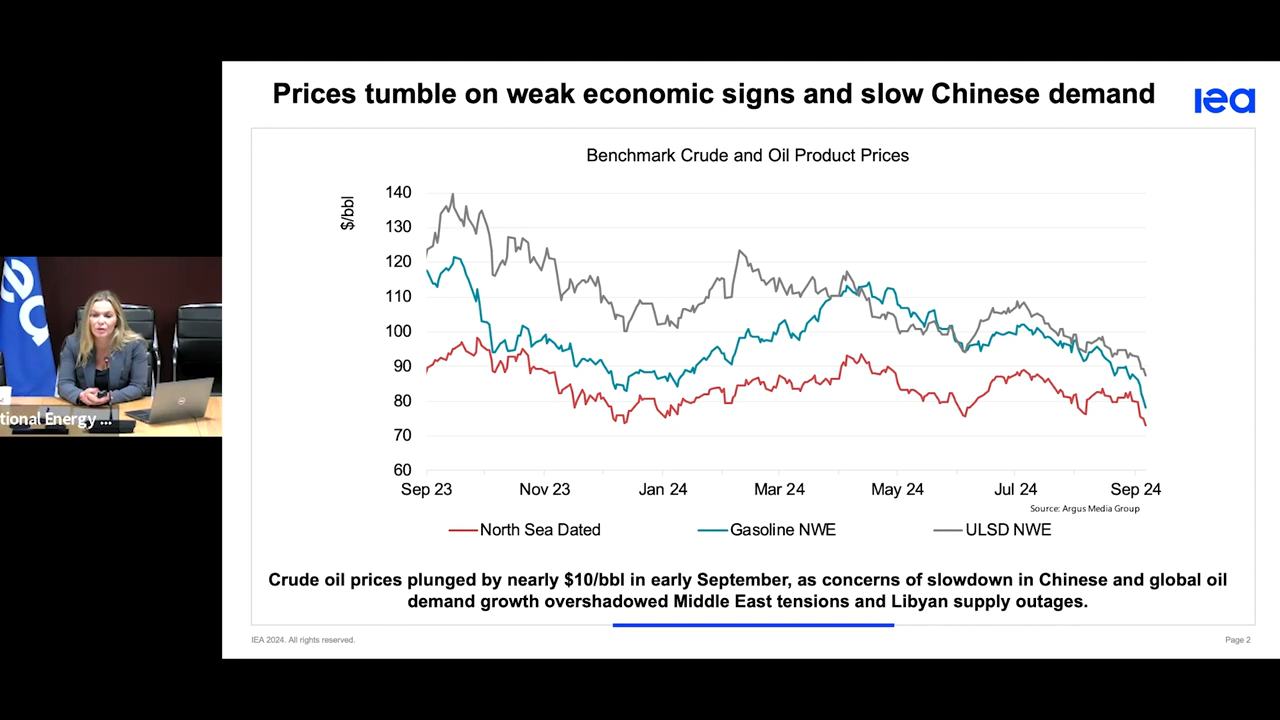 Prices tumble on weak economic signs and slow Chinese demand
iea
Benchmark Crude and Oil Product Prices
$/bbl
140
130
120
110
100
90
80
70
60
Sep 23 Nov 23 Jan 24 Mar 24 May 24 Jul 24 Sep 24
Source: Argus Media Group
North Sea Dated Gasoline NWE ULSD NWE
Crude oil prices plunged by nearly $10/bbl in early September, as concerns of slowdown in Chinese and global oil
demand growth overshadowed Middle East tensions and Libyan supply outages.
IEA 2024. All rights reserved.
Page 2
ea
tional Energy ...